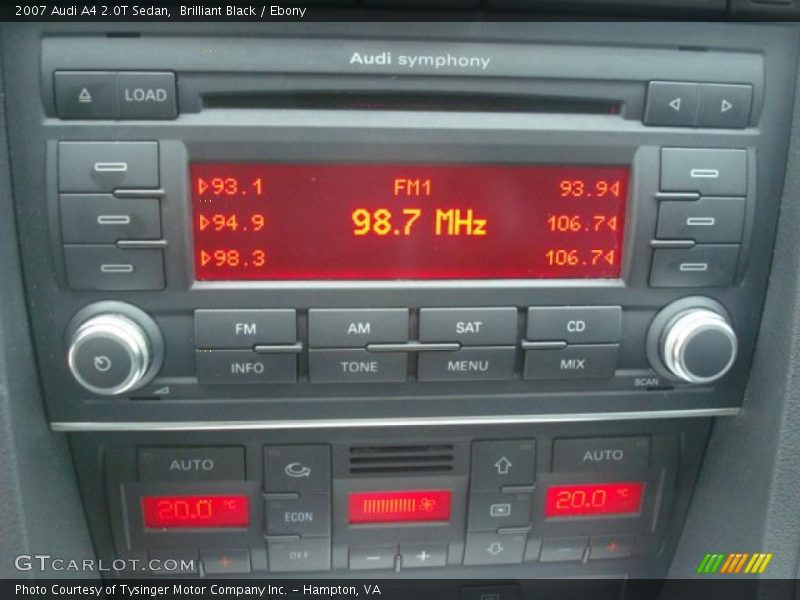 2007 Audi A4 2.0T Sedan, Brilliant Black / Ebony
Audi symphony
LOAD
93.1 FM1 93.9
94.9 98.7 MHz 106.7
98.3 106.7
FM AM SAT CD
INFO TONE MENU MIX
SCAN
AUTO AUTO
20.0 °C 20.0 °C
ECON
OFF
GTCARLOT.COM
Photo Courtesy of Tysinger Motor Company Inc. - Hampton, VA